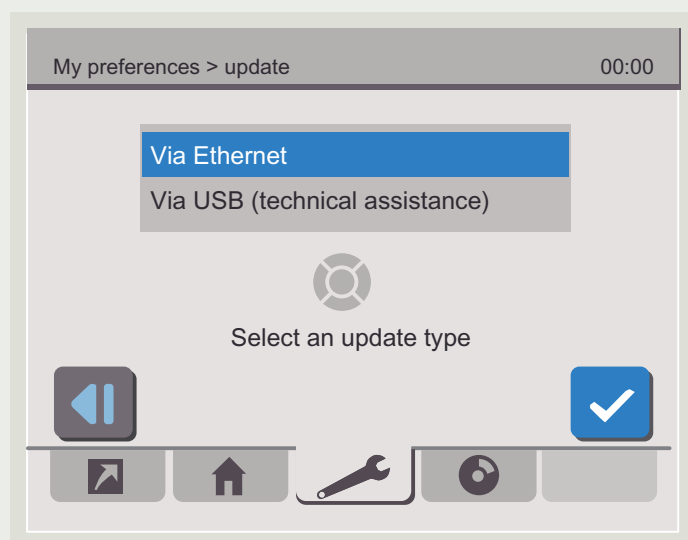 My preferences > update 00:00
Via Ethernet
Via USB (technical assistance)
Select an update type